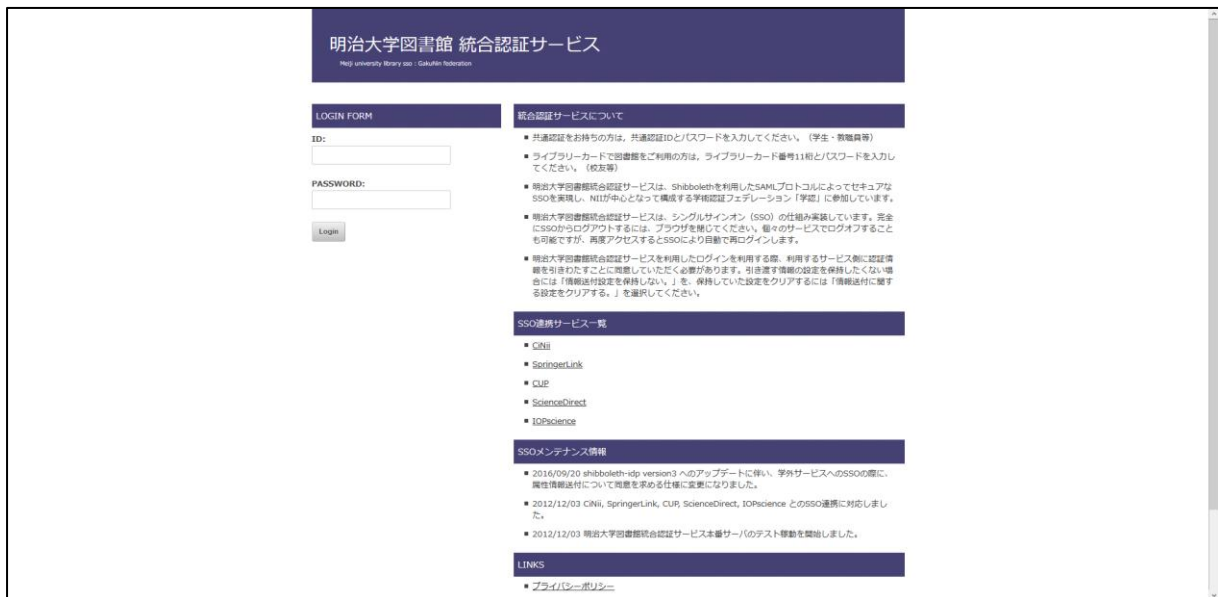 明治大学図書館 統合認証サービス
Meiji university library sso : GakuNin federation
LOGIN FORM
ID:
PASSWORD:
Login
統合認証サービスについて
■ 共通認証をお持ちの方は，共通認証IDとパスワードを入力してください。（学生・教職員等）
■ ライブラリーカードで図書館をご利用の方は，ライブラリーカード番号11桁とパスワードを入力し
てください。（校友等）
■ 明治大学図書館統合認証サービスは、Shibbolethを利用したSAMLプロトコルによってセキュアな
SSOを実現し、NIIが中心となって構成する学術認証フェデレーション「学認」に参加しています。
■ 明治大学図書館統合認証サービスは、シングルサインオン（SSO）の仕組み実装しています。完全
にSSOからログアウトするには、ブラウザを閉じてください。個々のサービスでログオフすること
も可能ですが、再度アクセスするとSSOにより自動で再ログインします。
■ 明治大学図書館統合認証サービスを利用したログインを利用する際、利用するサービス側に認証情
報を引きわたすことに同意していただく必要があります。引き渡す情報の設定を保持したくない場
合には「情報送付設定を保持しない。」を、保持していた設定をクリアするには「情報送付に関す
る設定をクリアする。」を選択してください。
SSO連携サービス一覧
■ CiNii
■ SpringerLink
■ CUP
■ ScienceDirect
■ IOPscience
SSOメンテナンス情報
■ 2016/09/20 shibboleth-idp version3 へのアップデートに伴い、学外サービスへのSSOの際に、
属性情報送付について同意を求める仕様に変更になりました。
■ 2012/12/03 CiNii, SpringerLink, CUP, ScienceDirect, IOPscience とのSSO連携に対応しまし
た。
■ 2012/12/03 明治大学図書館統合認証サービス本番サーバのテスト稼動を開始しました。
LINKS
■ プライバシーポリシー